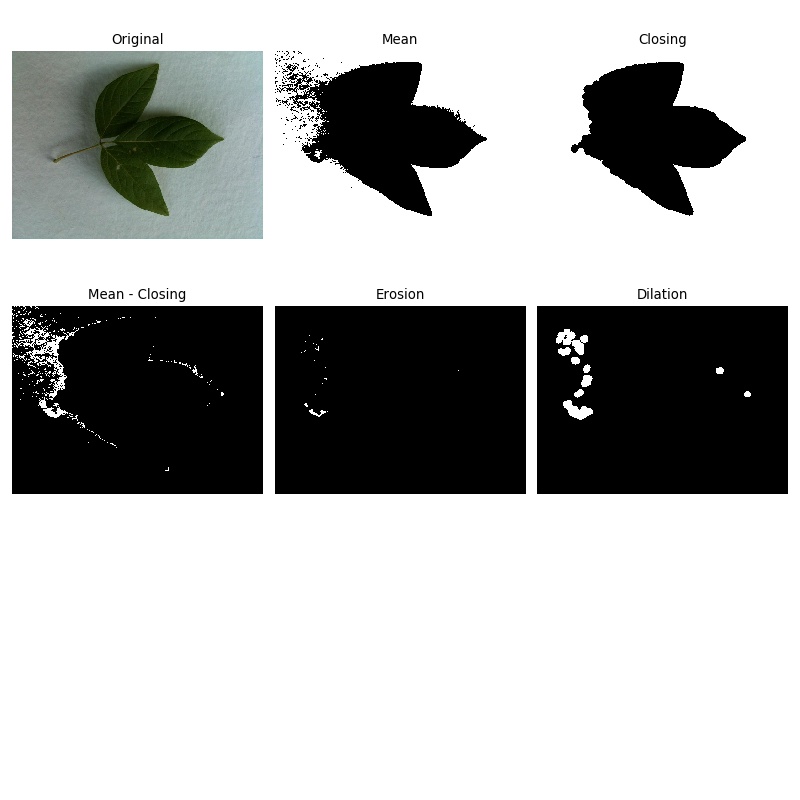 Original
Mean
Closing
Mean - Closing
Erosion
Dilation